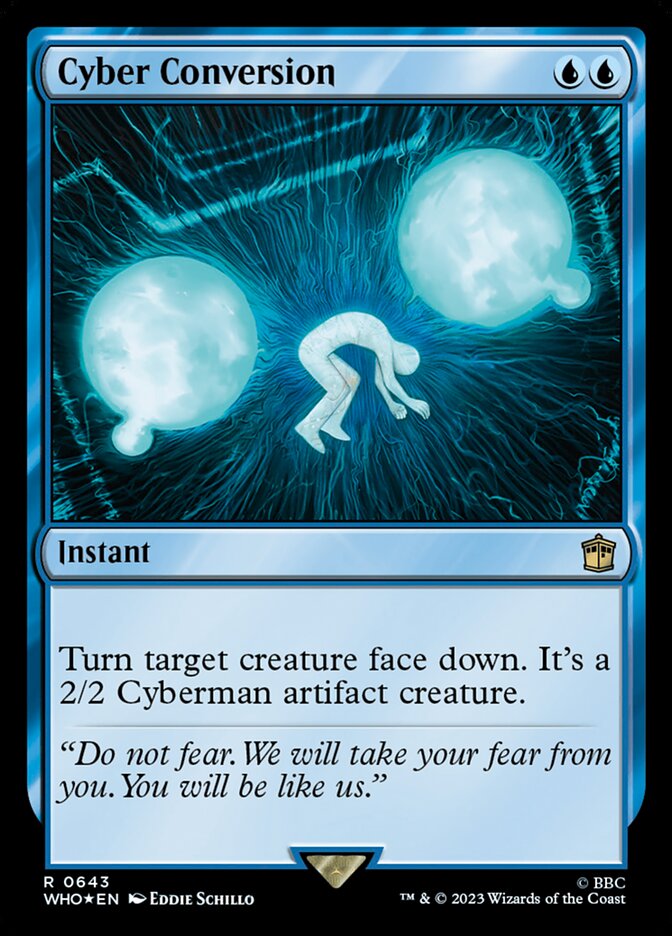 Cyber Conversion
Instant
Turn target creature face down. It's a
2/2 Cyberman artifact creature.
“Do not fear. We will take your fear from
you. You will be like us.”
R 0643
WHO★EN Eddie Schillo
© BBC
™ & © 2023 Wizards of the Coast